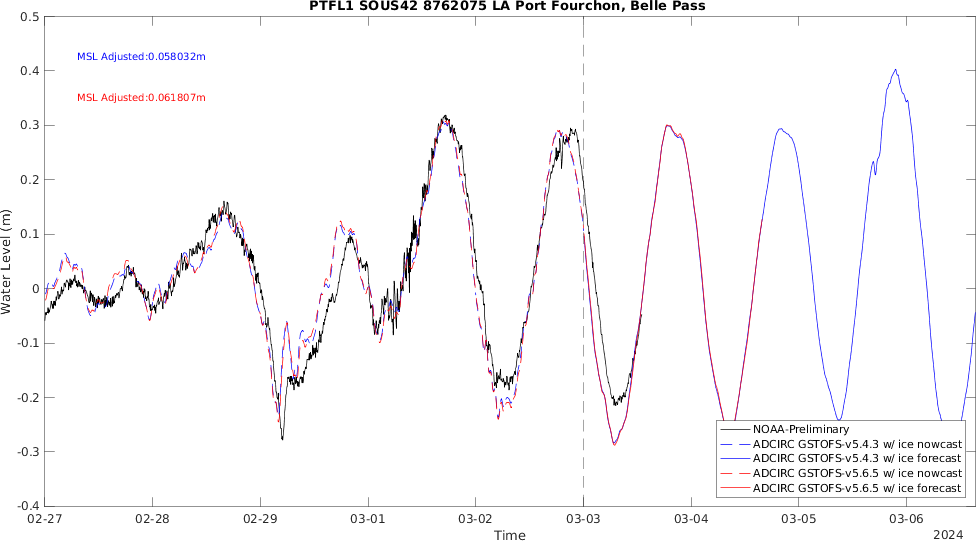 PTFL1 SOUS42 8762075 LA Port Fourchon, Belle Pass
0.5
0.4
0.3
0.2
0.1
0
-0.1
-0.2
-0.3
-0.4
Water Level (m)
MSL Adjusted:0.058032m
MSL Adjusted:0.061807m
NOAA-Preliminary
ADCIRC GSTOFS-v5.4.3 w/ ice nowcast
ADCIRC GSTOFS-v5.4.3 w/ ice forecast
ADCIRC GSTOFS-v5.6.5 w/ ice nowcast
ADCIRC GSTOFS-v5.6.5 w/ ice forecast
02-27 02-28 02-29 03-01 03-02 03-03 03-04 03-05 03-06
Time
2024